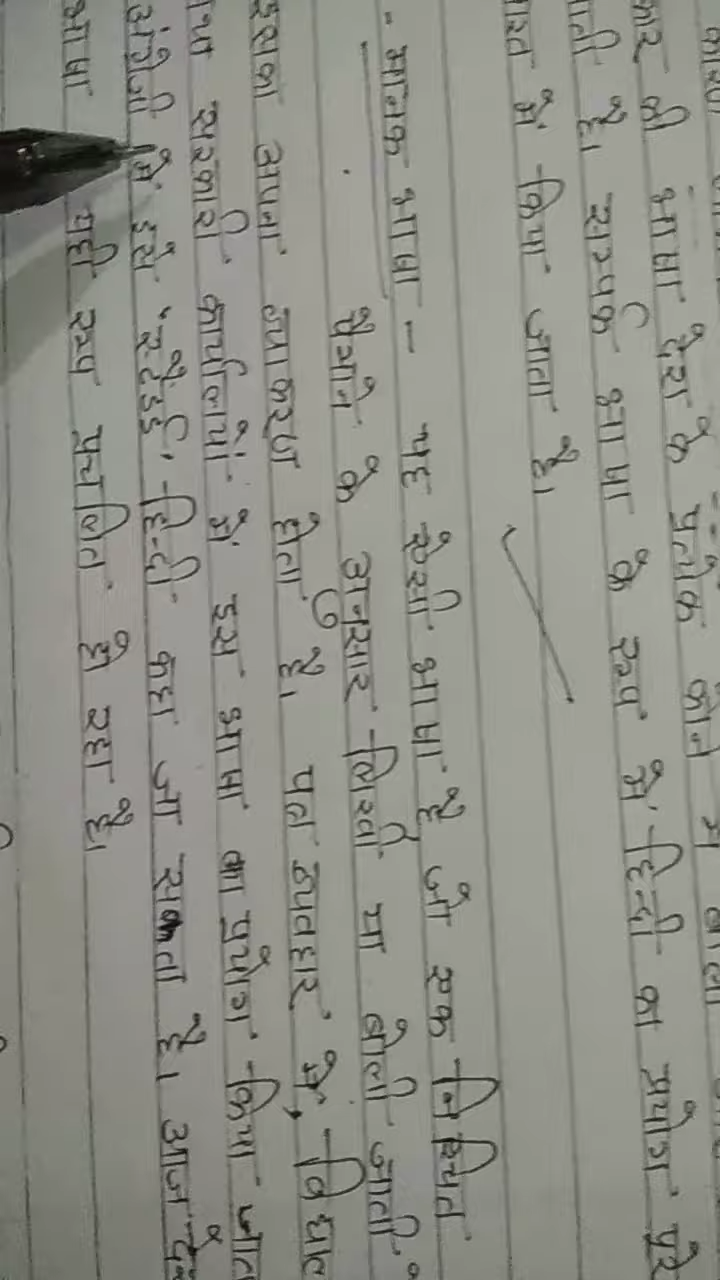 कार की भाषा देश के प्रत्येक कोने में
है। सम्पर्क भाषा के रूप में हिन्दी का प्रयोग पूरे
में किया जाता है।
- मानक भाषा - यह ऐसी भाषा है जो एक निश्चित
पैमाने के अनुसार लिखी या बोली जाती
इसका अपना व्याकरण होता है। पत्र व्यवहार में,
सरकारी कार्यालयों में इस भाषा का प्रयोग किया
अंग्रेजी में इसे "स्टैंडर्ड" हिन्दी कहा जा सकता है। आज
भाषा यही रूप प्रचलित हो रहा है।